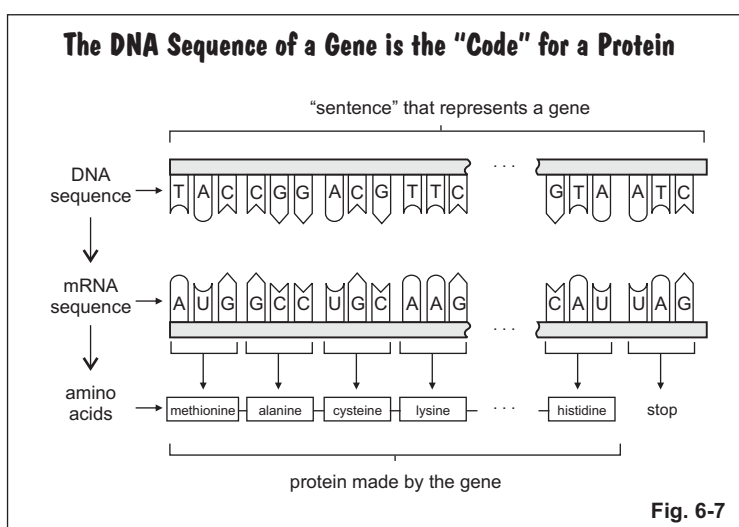 The DNA Sequence of a Gene is the "Code" for a Protein
“sentence” that represents a gene
DNA
sequence
T A C C G G A C G T T C . . . G T A A T C
mRNA
sequence
A U G G C C U G C A A G . . . C A U U A G
amino
acids
methionine alanine cysteine lysine . . . histidine stop
protein made by the gene
Fig. 6-7